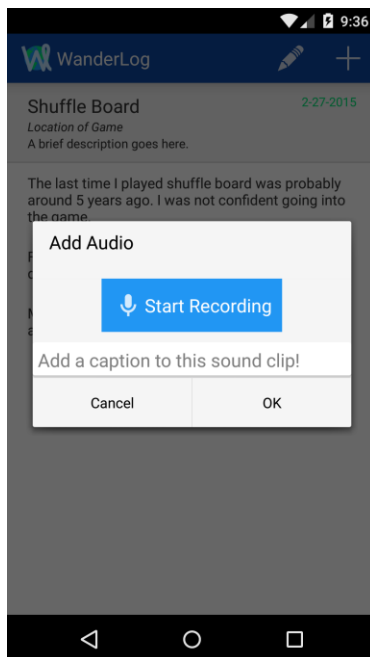 9:36
WanderLog
Shuffle Board
2-27-2015
Location of Game
A brief description goes here.
The last time I played shuffle board was probably
around 5 years ago. I was not confident going into
the game.
Add Audio
Start Recording
Add a caption to this sound clip!
Cancel
OK